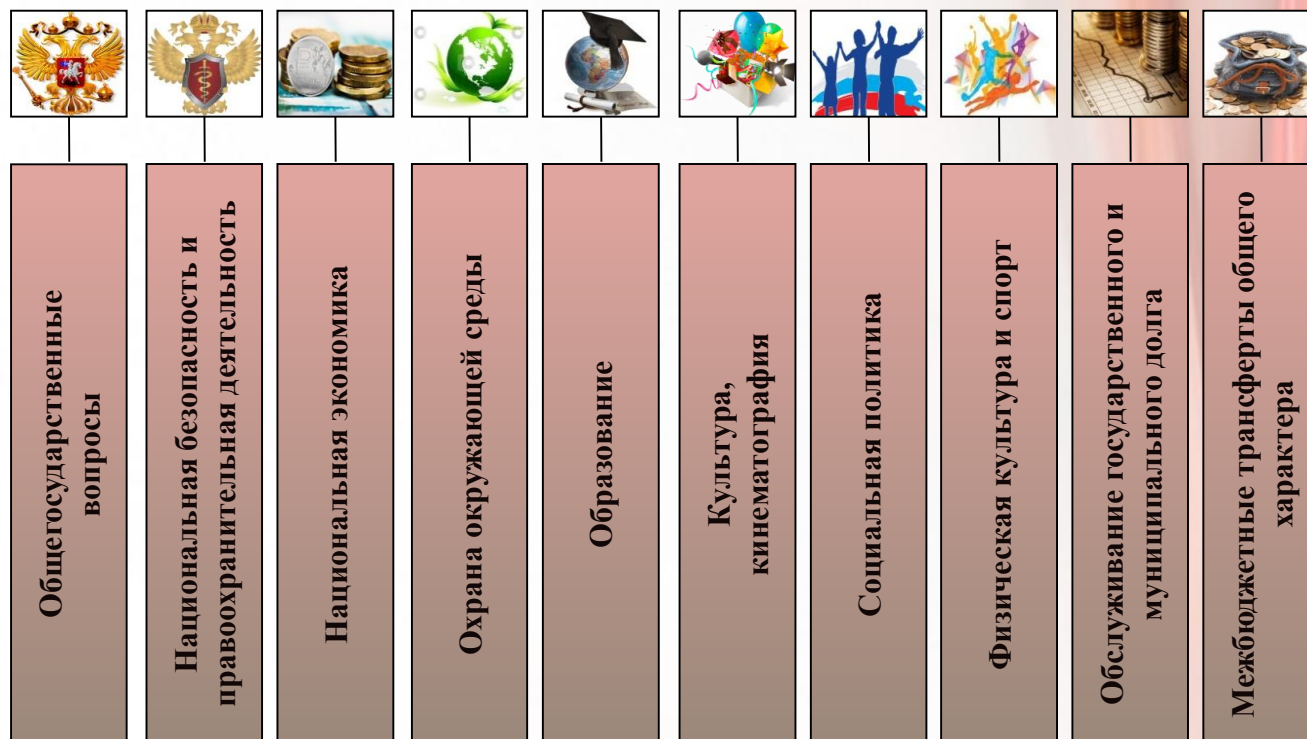 Общегосударственные
вопросы
Национальная безопасность и
правоохранительная деятельность
Национальная экономика
Охрана окружающей среды
Образование
Культура,
кинематография
Социальная политика
Физическая культура и спорт
Обслуживание государственного и
муниципального долга
Межбюджетные трансферты общего
характера